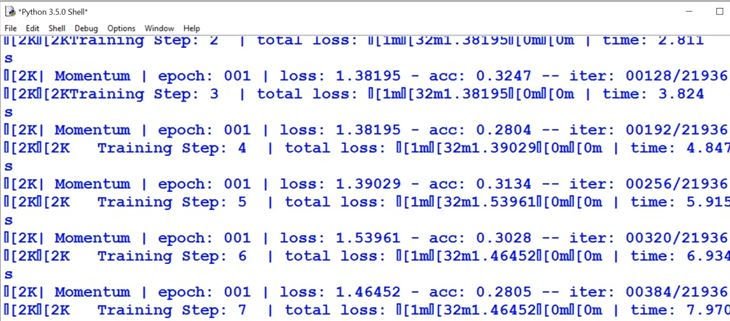 *Python 3.5.0 Shell*
File Edit Shell Debug Options Window Help
[2K[2KTraining Step: 2 | total loss: [1m[32m1.38195[0m[0m | time: 2.811
s
[2K| Momentum | epoch: 001 | loss: 1.38195 - acc: 0.3247 -- iter: 00128/21936
[2K[2KTraining Step: 3 | total loss: [1m[32m1.38195[0m[0m | time: 3.824
s
[2K| Momentum | epoch: 001 | loss: 1.38195 - acc: 0.2804 -- iter: 00192/21936
[2K[2K Training Step: 4 | total loss: [1m[32m1.39029[0m[0m | time: 4.847
s
[2K| Momentum | epoch: 001 | loss: 1.39029 - acc: 0.3134 -- iter: 00256/21936
[2K[2K Training Step: 5 | total loss: [1m[32m1.53961[0m[0m | time: 5.915
s
[2K| Momentum | epoch: 001 | loss: 1.53961 - acc: 0.3028 -- iter: 00320/21936
[2K[2K Training Step: 6 | total loss: [1m[32m1.46452[0m[0m | time: 6.934
s
[2K| Momentum | epoch: 001 | loss: 1.46452 - acc: 0.2805 -- iter: 00384/21936
[2K[2K Training Step: 7 | total loss: [1m[32m1.46452[0m[0m | time: 7.970